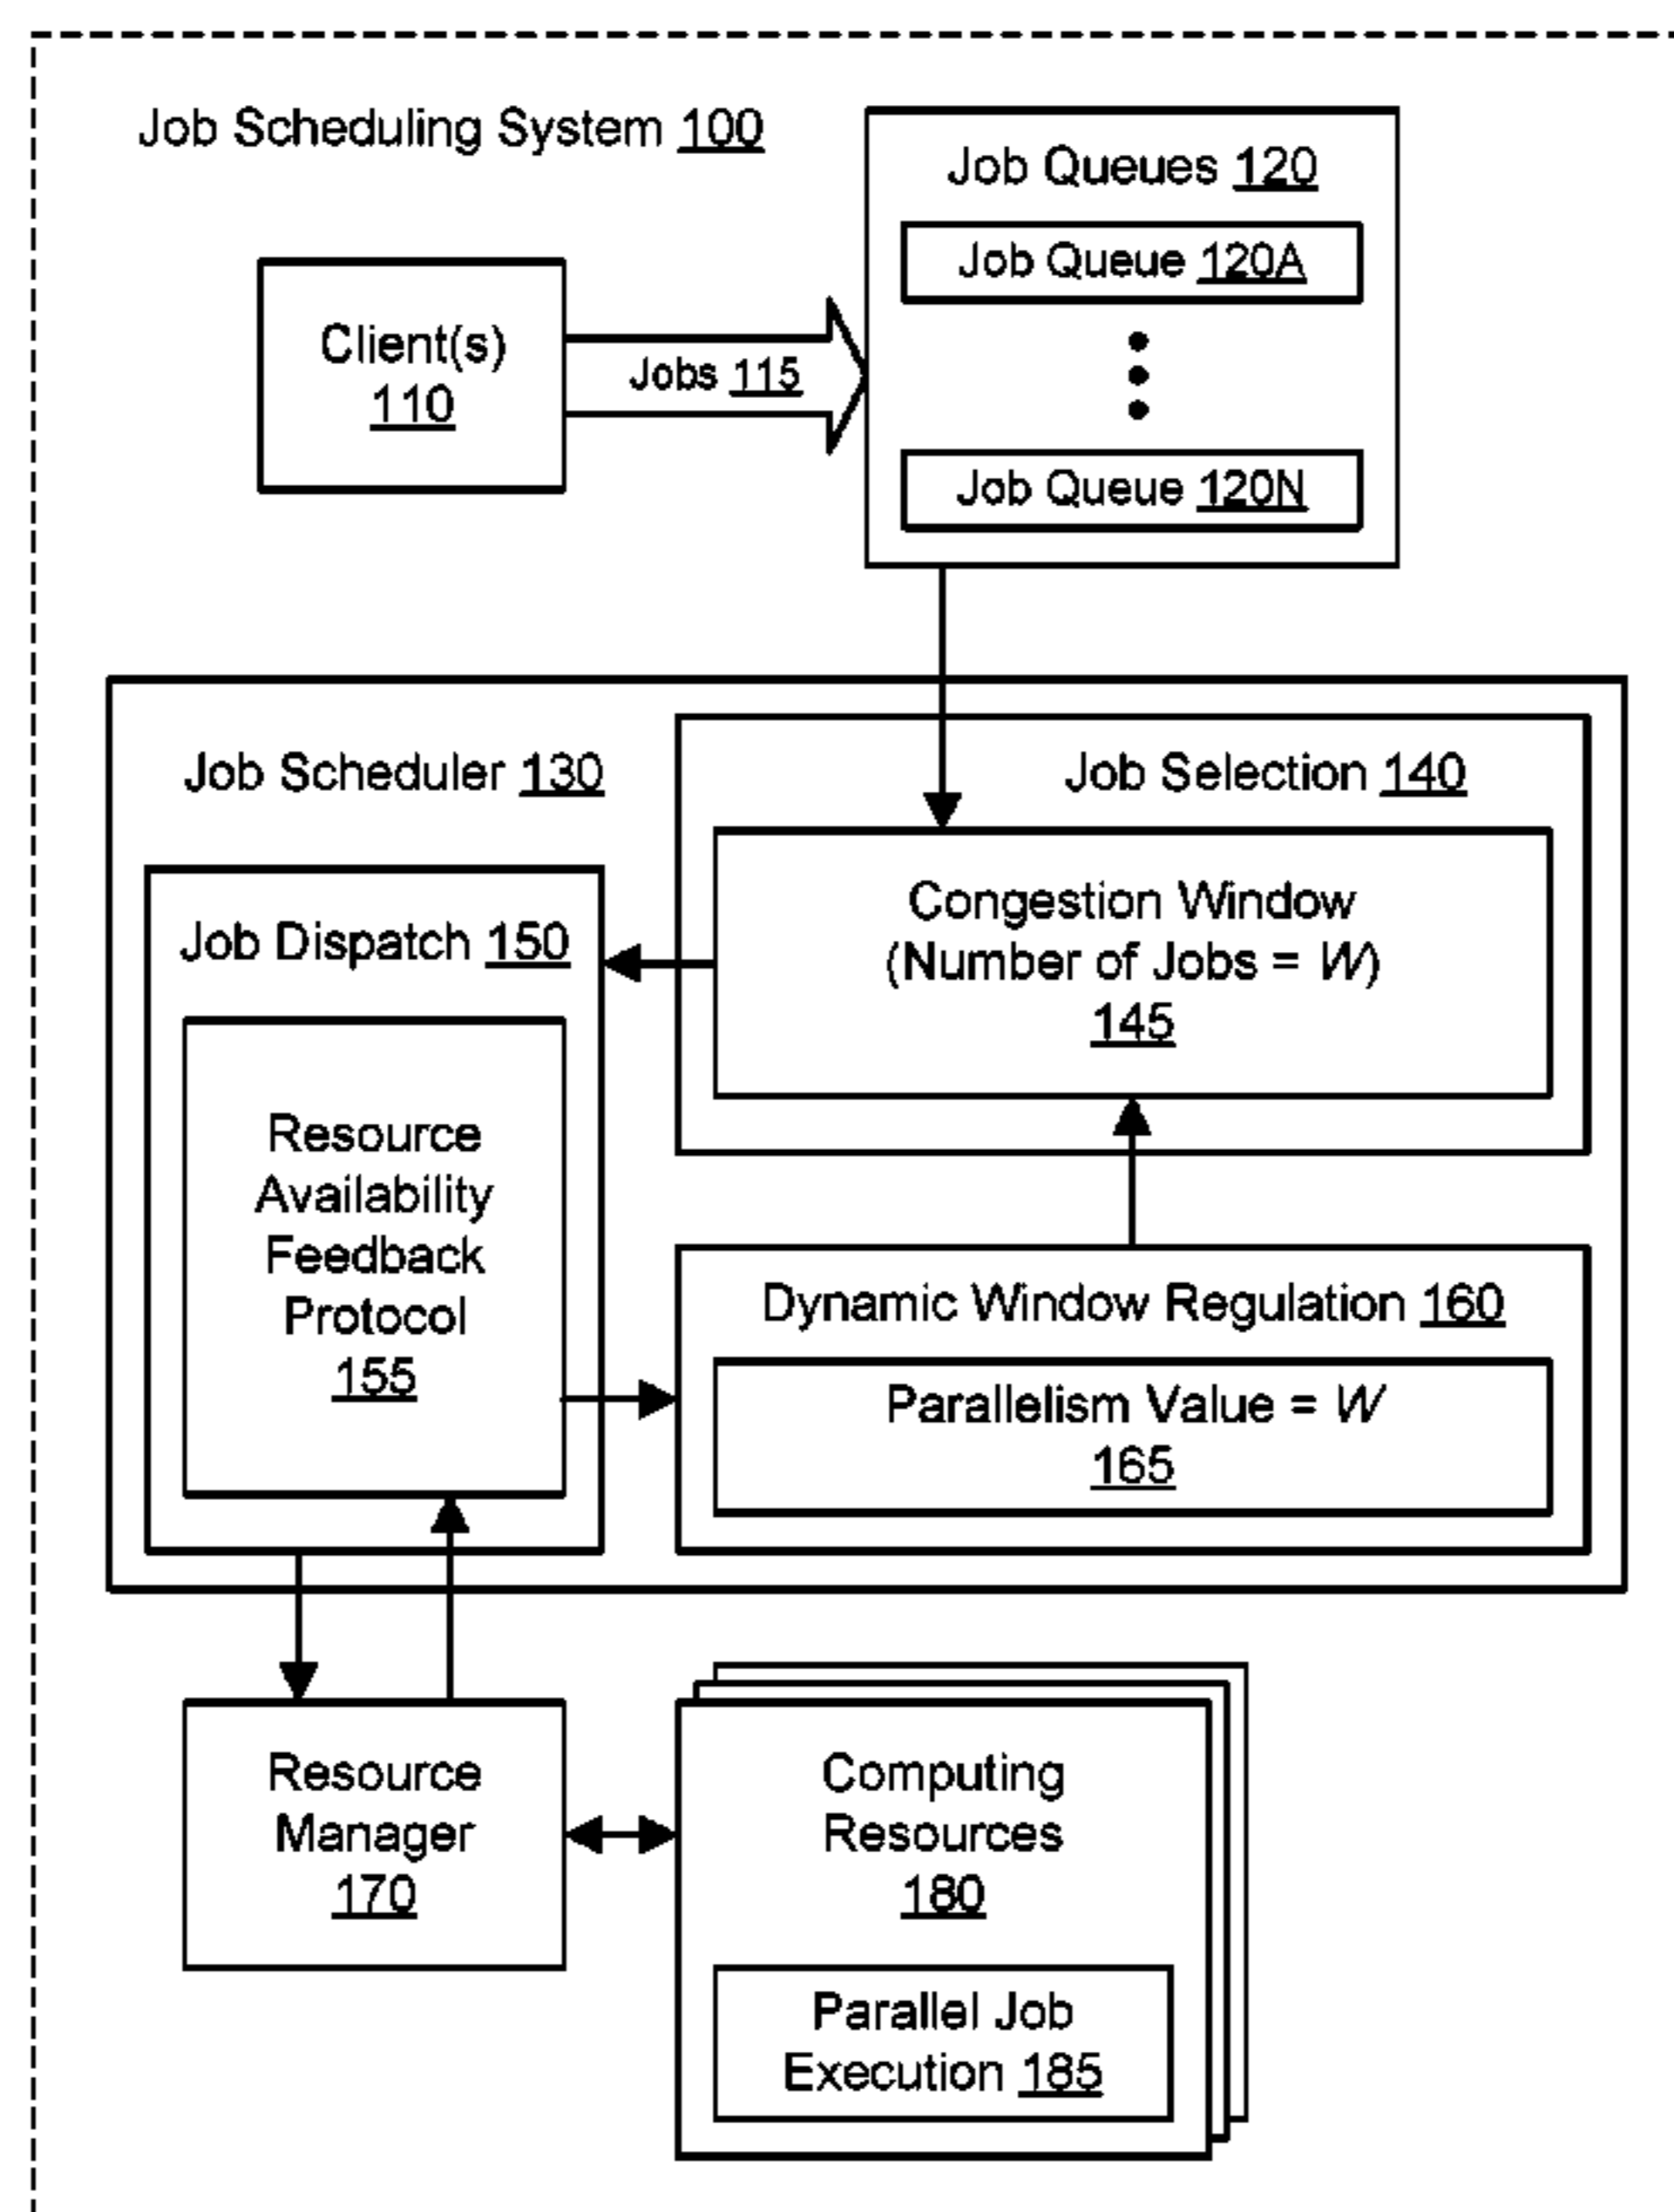 Job Scheduling System 100
Job Queues 120
Job Queue 120A
Client(s)
110
Jobs 115
Job Queue 120N
Job Scheduler 130
Job Selection 140
Congestion Window
(Number of Jobs = W)
145
Job Dispatch 150
Resource
Availability
Feedback
Protocol
155
Dynamic Window Regulation 160
Parallelism Value = W
165
Resource
Manager
170
Computing
Resources
180
Parallel Job
Execution 185